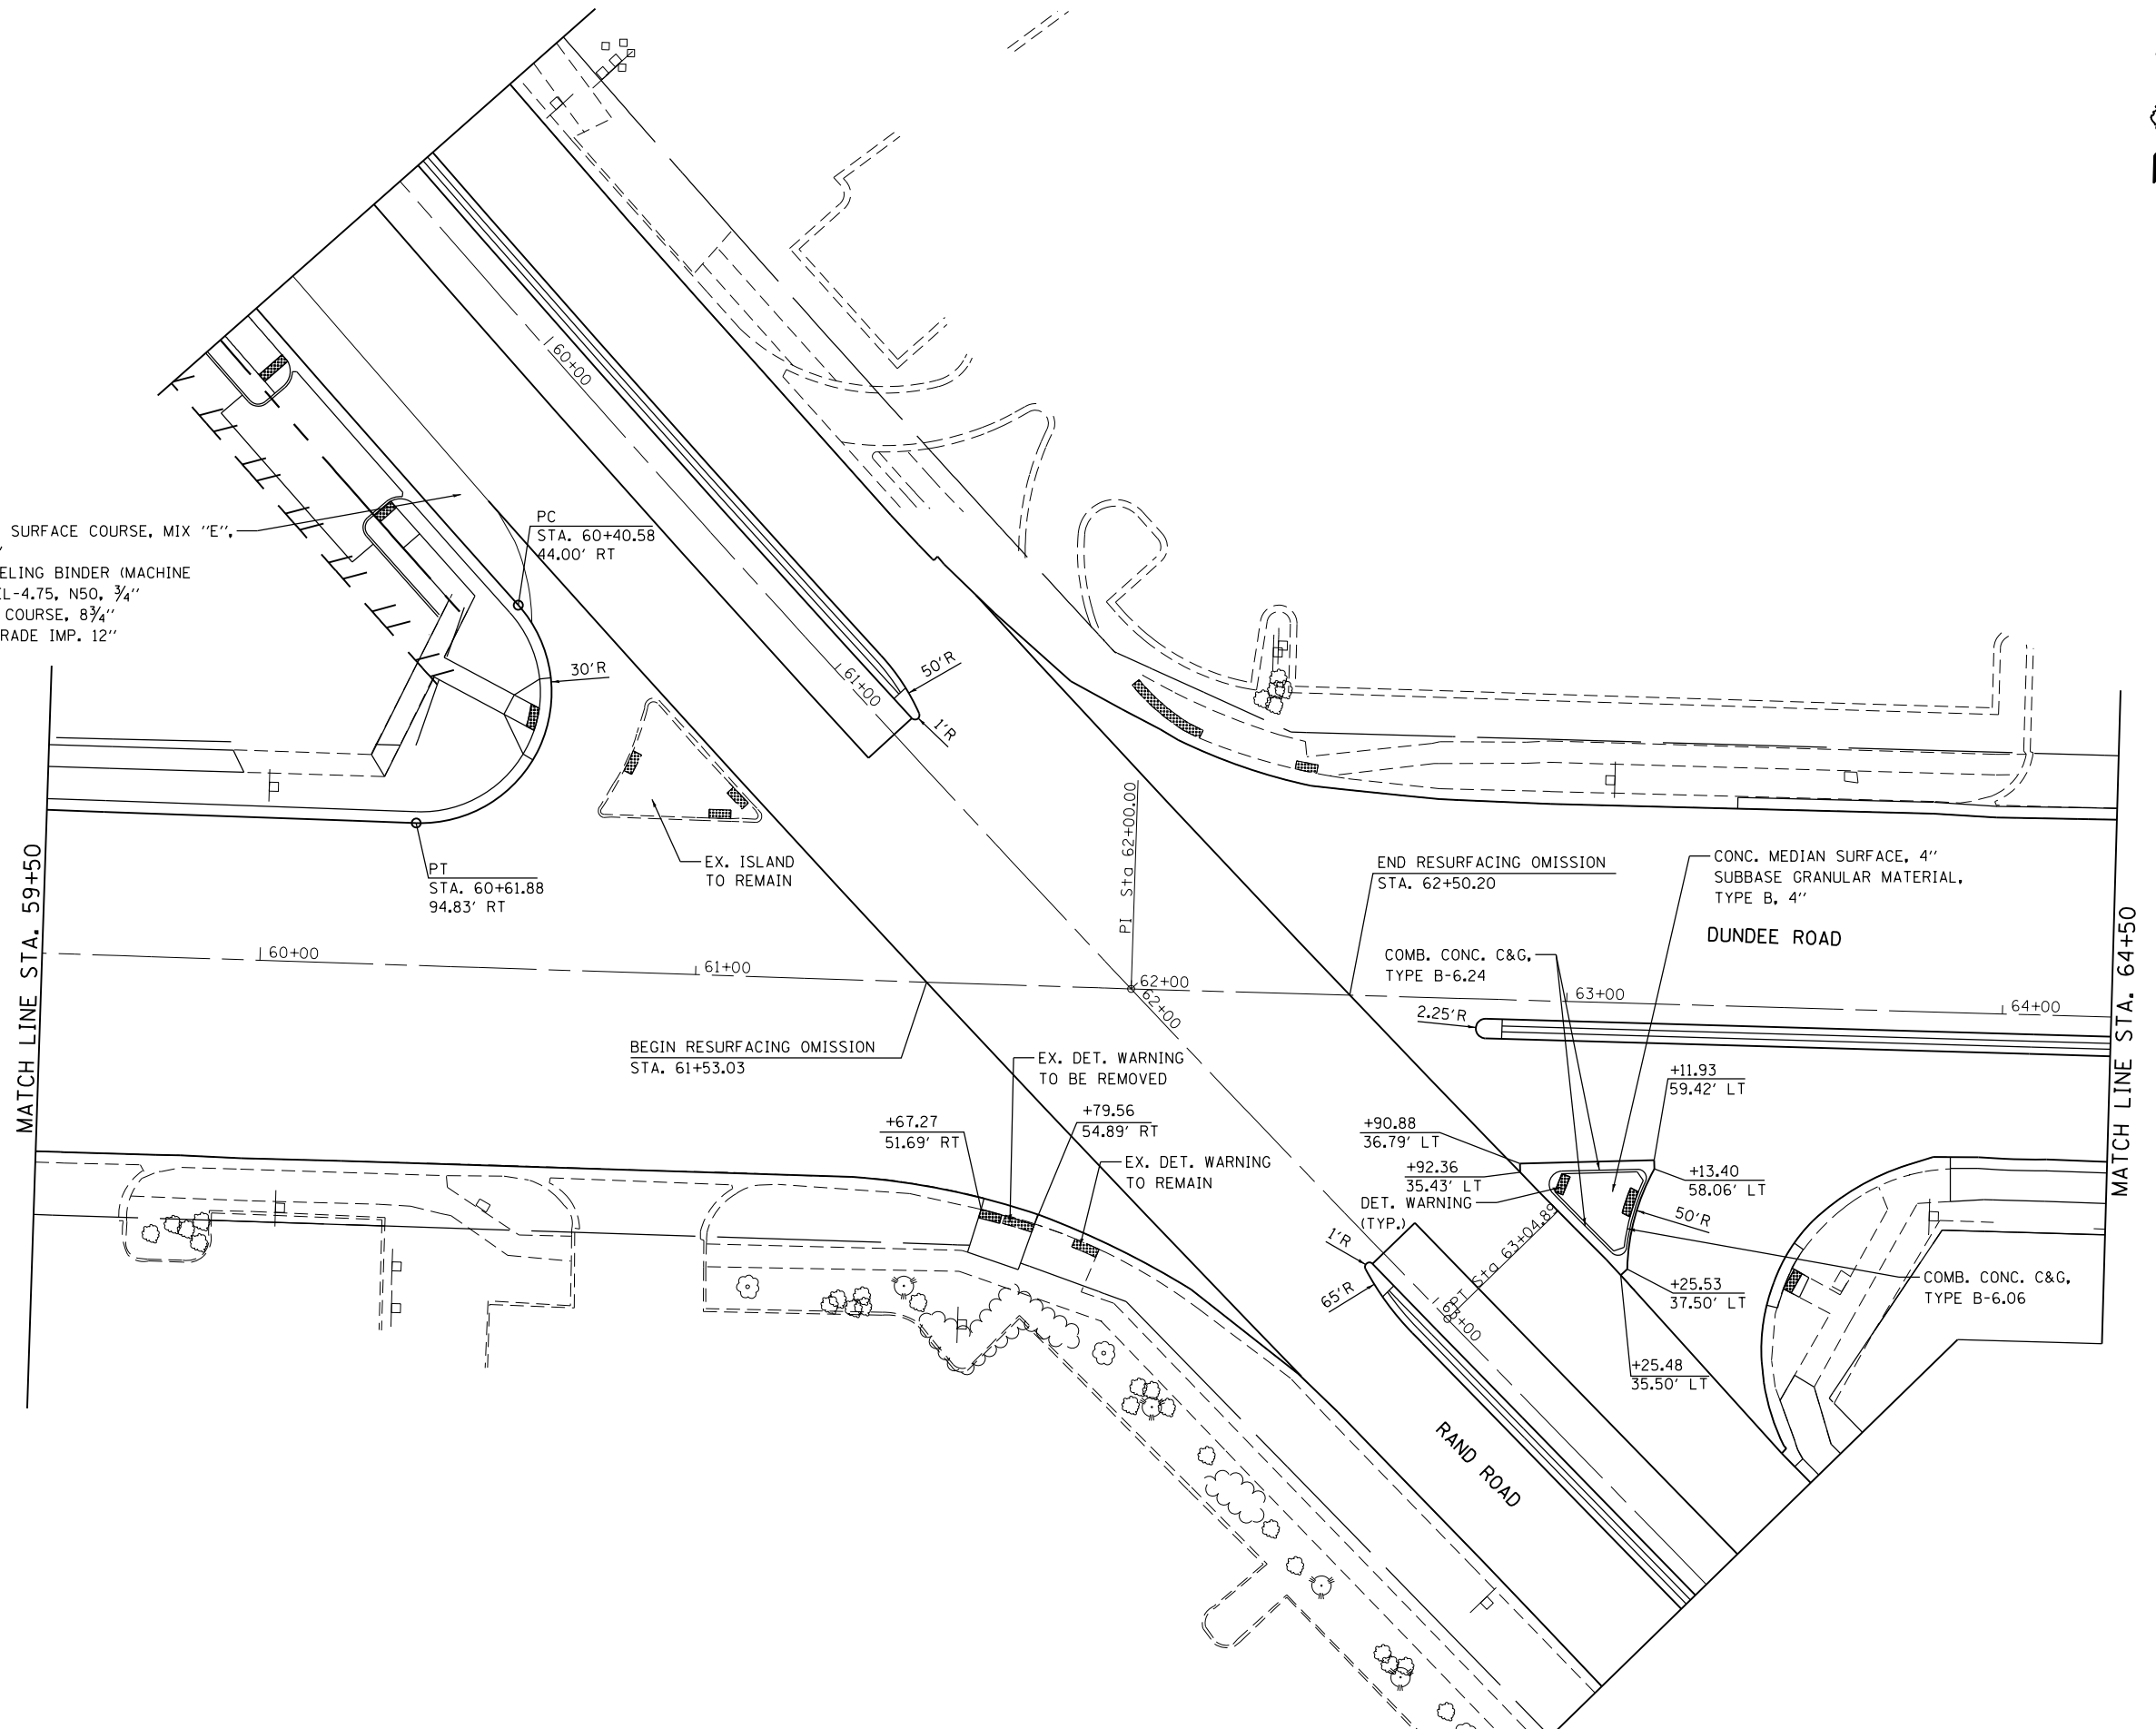 SURFACE COURSE, MIX "E",
ELING BINDER (MACHINE
EL-4.75, N50, 3/4"
COURSE, 8 3/4"
RADE IMP. 12"
PC
STA. 60+40.58
44.00' RT
30'R
60+00
61+00
50'R
1'R
PT
STA. 60+61.88
94.83' RT
EX. ISLAND
TO REMAIN
PI Sta 62+00.00
END RESURFACING OMISSION
STA. 62+50.20
CONC. MEDIAN SURFACE, 4"
SUBBASE GRANULAR MATERIAL,
TYPE B, 4"
DUNDEE ROAD
MATCH LINE STA. 59+50
60+00
61+00
62+00
62+00
63+00
64+00
MATCH LINE STA. 64+50
COMB. CONC. C&G,
TYPE B-6.24
2.25'R
BEGIN RESURFACING OMISSION
STA. 61+53.03
EX. DET. WARNING
TO BE REMOVED
+67.27
51.69' RT
+79.56
54.89' RT
EX. DET. WARNING
TO REMAIN
+11.93
59.42' LT
+90.88
36.79' LT
+92.36
35.43' LT
DET. WARNING
(TYP.)
+13.40
58.06' LT
50'R
1'R
65'R
PT Sta 63+04.89
63+00
+25.53
37.50' LT
COMB. CONC. C&G,
TYPE B-6.06
+25.48
35.50' LT
RAND ROAD